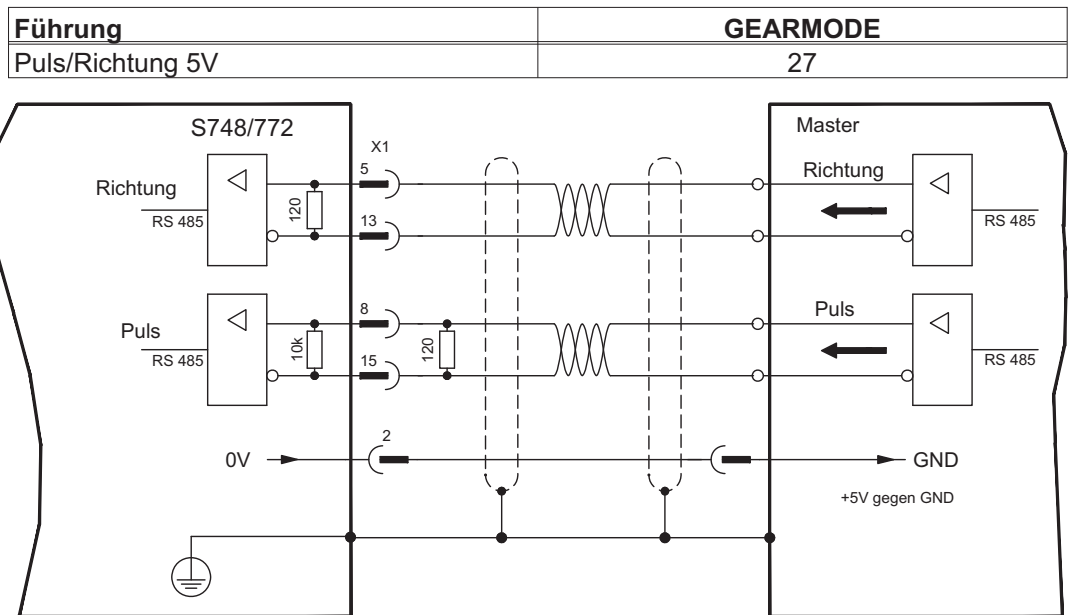 Führung GEARMODE
Puls/Richtung 5V 27
S748/772
Master
X1
Richtung
RS 485
120
5
13
Richtung
RS 485
Puls
RS 485
10k
8
15
120
Puls
RS 485
0V
2
GND
+5V gegen GND